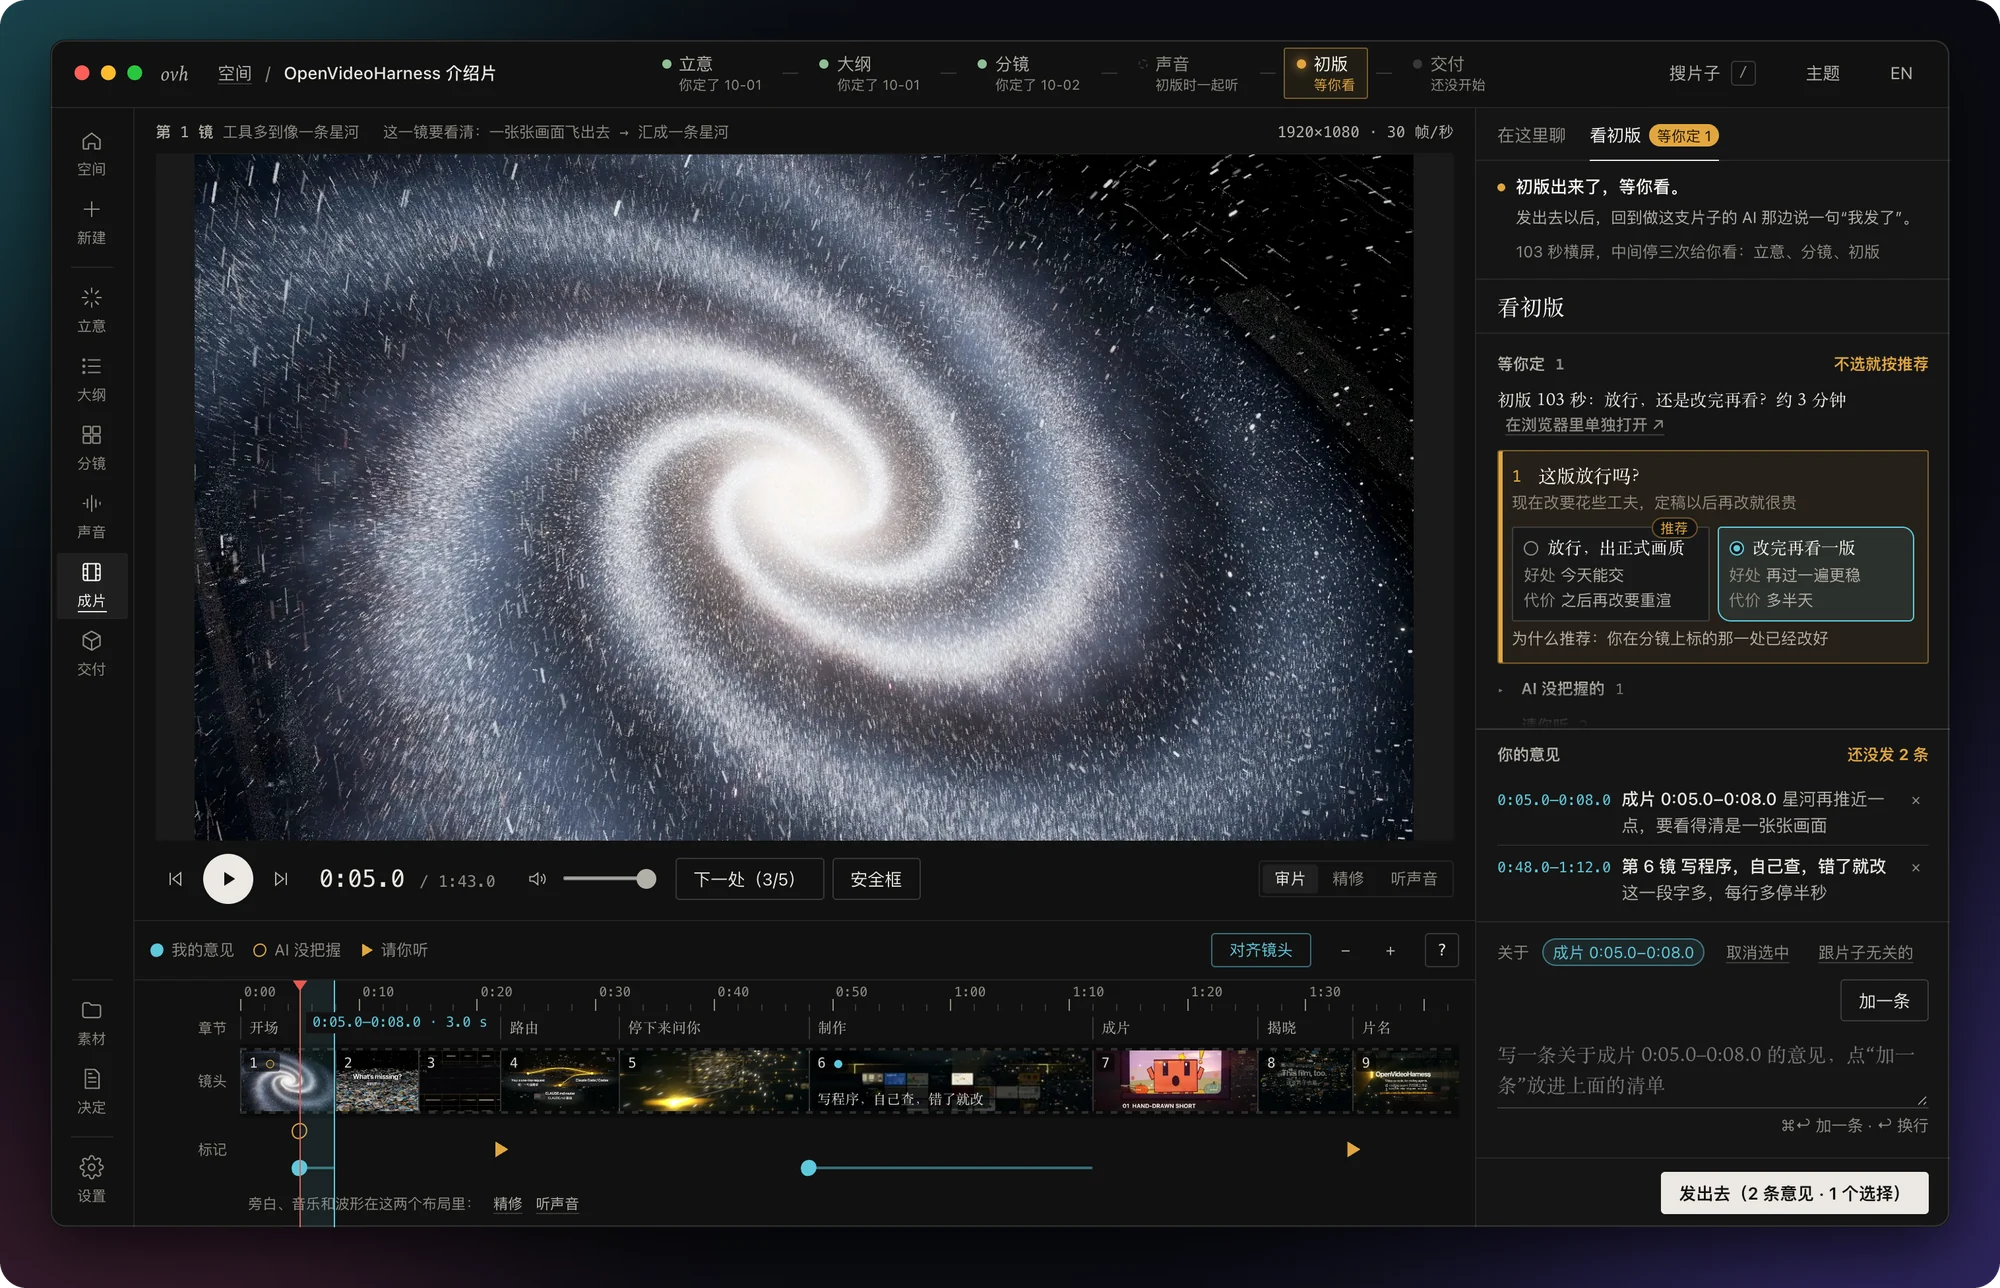 ovh 空间 / OpenVideoHarness 介绍片
立意
你定了 10-01
大纲
你定了 10-01
分镜
你定了 10-02
声音
初版时一起听
初版
等你看
交付
还没开始
搜片子 /
主题
EN
空间
新建
立意
大纲
分镜
声音
成片
交付
素材
决定
设置
第 1 镜 工具多到像一条星河 这一镜要看清：一张张画面飞出去 → 汇成一条星河
1920×1080 · 30 帧/秒
0:05.0 / 1:43.0
下一处（3/5）
安全框
审片 精修 听声音
我的意见 AI 没把握 请你听
对齐镜头 − + ?
0:00 0:10 0:20 0:30 0:40 0:50 1:00 1:10 1:20 1:30
0:05.0–0:08.0 · 3.0 s
章节 开场 路由 停下来问你 制作 成片 揭晓 片名
镜头
1 2 3 4 5 6 7 8 9
What's missing?
写程序，自己查，错了就改
01 HAND-DRAWN SHORT
This film, too.
OpenVideoHarness
标记
旁白、音乐和波形在这两个布局里： 精修 听声音
在这里聊 看初版 等你定 1
初版出来了，等你看。
发出去以后，回到做这支片子的 AI 那边说一句“我发了”。
103 秒横屏，中间停三次给你看：立意、分镜、初版
看初版
等你定 1 不选就按推荐
初版 103 秒：放行，还是改完再看？约 3 分钟
在浏览器里单独打开 ↗
1 这版放行吗？
现在改要花些工夫，定稿以后再改就很贵
推荐
放行，出正式画质
好处 今天能交
代价 之后再改要重渲
改完再看一版
好处 再过一遍更稳
代价 多半天
为什么推荐：你在分镜上标的那一处已经改好
AI 没把握的 1
请你听 2
你的意见 还没发 2 条
0:05.0–0:08.0 成片 0:05.0–0:08.0 星河再推近一
点，要看得清是一张张画面 ×
0:48.0–1:12.0 第 6 镜 写程序，自己查，错了就改
这一段字多，每行多停半秒 ×
关于 成片 0:05.0–0:08.0 取消选中 跟片子无关的
加一条
写一条关于成片 0:05.0–0:08.0 的意见，点“加一
条”放进上面的清单
⌘↩ 加一条 · ↩ 换行
发出去（2 条意见 · 1 个选择）